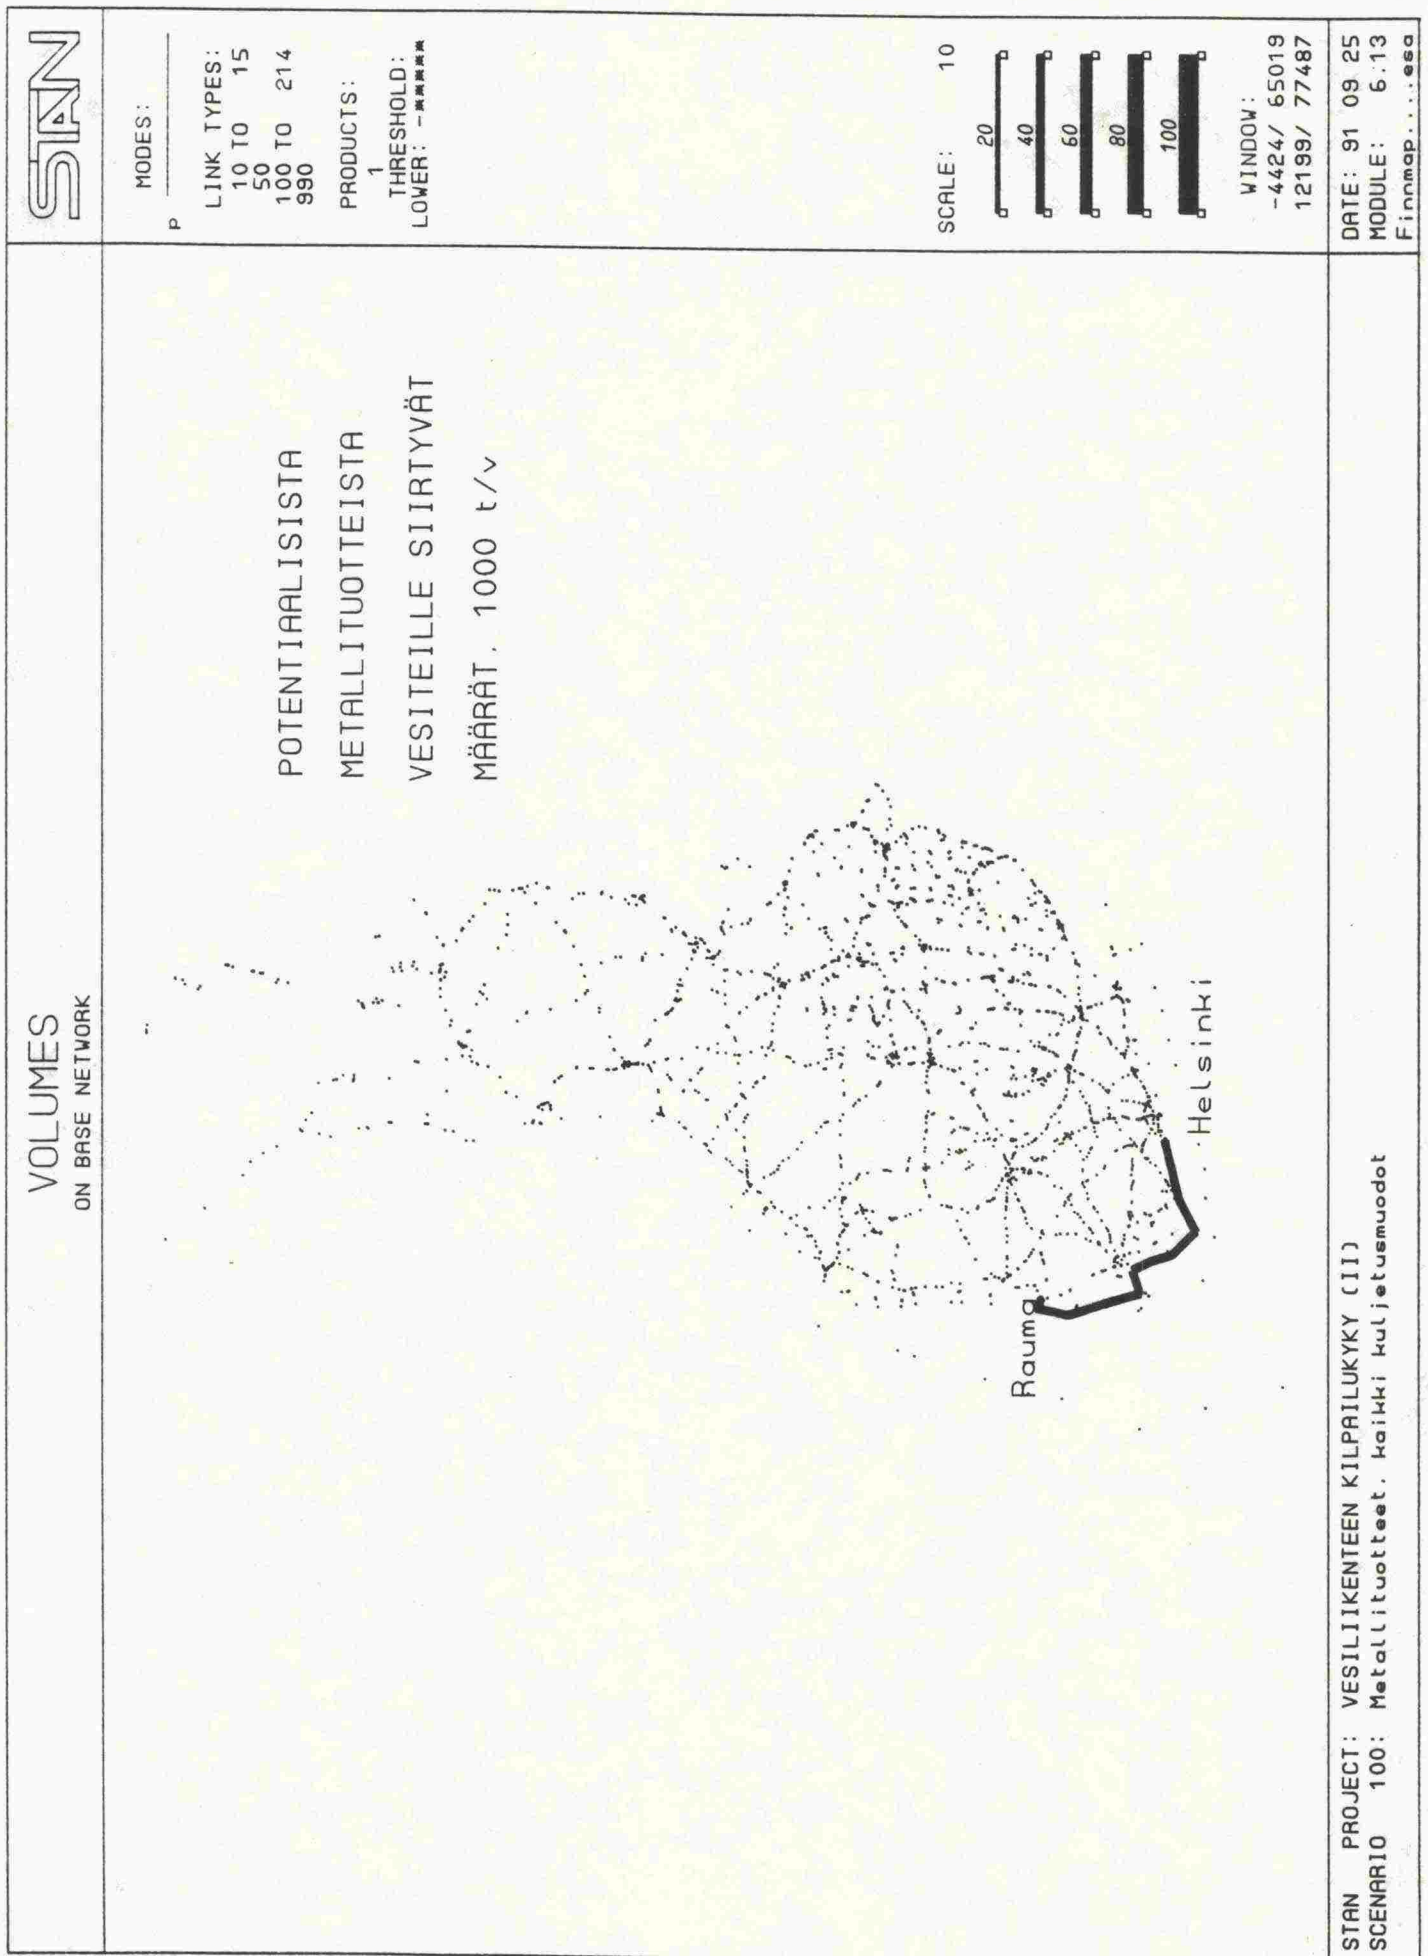 VOLUMES
ON BASE NETWORK
STAN
POTENTIAALISISTA
METALLITUOTTEISTA
VESITEILLE SIIRTYVÄT
MÄÄRÄT, 1000 t/v
Rauma
Helsinki
MODES:
P
LINK TYPES:
10 TO 15
50
100 TO 214
990
PRODUCTS:
1
THRESHOLD:
LOWER: -******
SCALE: 10
20
40
60
80
100
WINDOW:
-4424/ 65019
12199/ 77487
STAN PROJECT: VESILIIKENTEEN KILPAILUKYKY (II)
SCENARIO 100: Metallituotteet, kaikki kuljetusmuodot
DATE: 91 09 25
MODULE: 6.13
Finnmap....esa